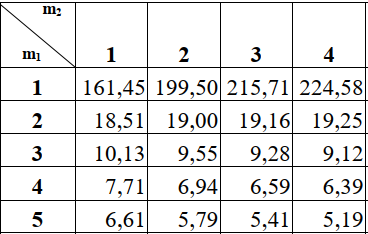 m2
m1 1 2 3 4
1 161,45 199,50 215,71 224,58
2 18,51 19,00 19,16 19,25
3 10,13 9,55 9,28 9,12
4 7,71 6,94 6,59 6,39
5 6,61 5,79 5,41 5,19